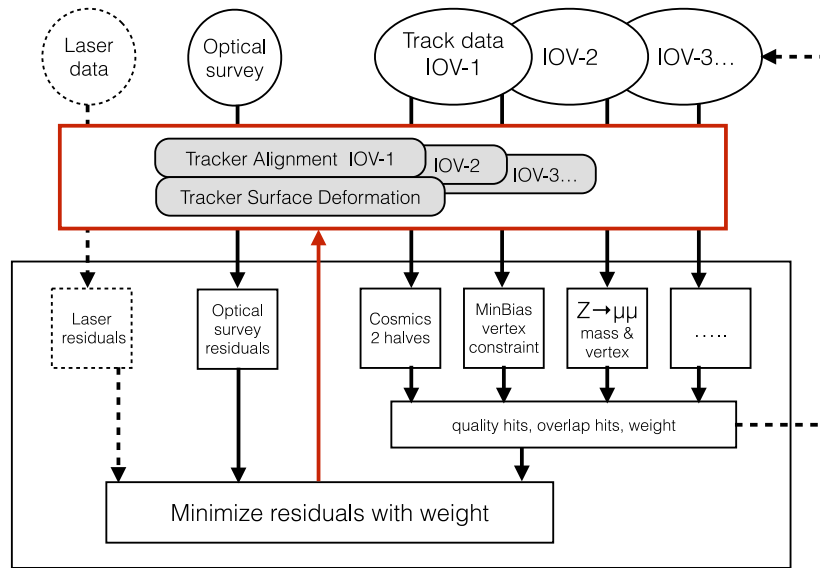 Laser
data
Optical
survey
Track data
IOV-1
IOV-2
IOV-3...
Tracker Alignment IOV-1
IOV-2
IOV-3...
Tracker Surface Deformation
Laser
residuals
Optical
survey
residuals
Cosmics
2 halves
MinBias
vertex
constraint
Z→μμ
mass &
vertex
.....
quality hits, overlap hits, weight
Minimize residuals with weight